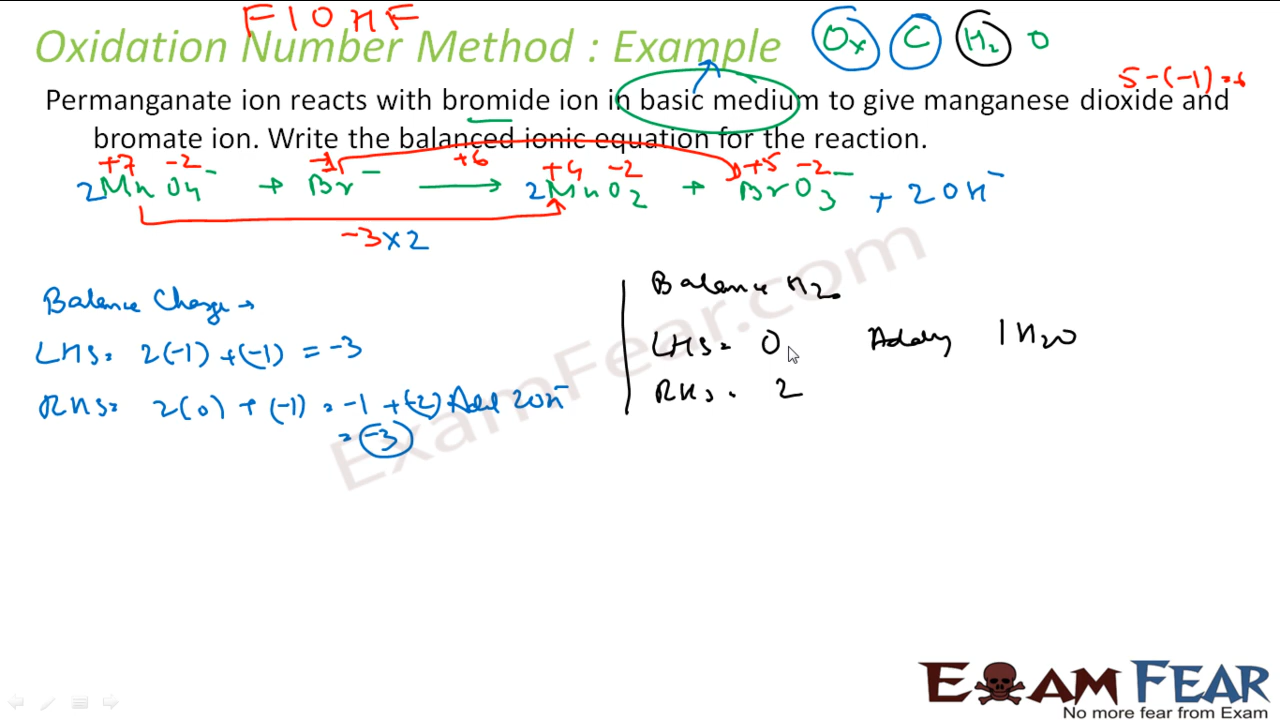 F I O H F
Oxidation Number Method : Example Ox C H2 O
5-(-1)=6
Permanganate ion reacts with bromide ion in basic medium to give manganese dioxide and
bromate ion. Write the balanced ionic equation for the reaction.
+7 -2 -1 +6 +4 -2 +5 -2
2MnO4⁻ + Br⁻ → 2MnO2 + BrO3⁻ + 2OH⁻
-3×2
Balance Charge →
LHS= 2(-1) + (-1) = -3
RHS= 2(0) + (-1) = -1 + (-2) Add 2OH⁻
= -3
Balance H2.
LHS= 0 Adding 1H2O
RHS= 2
ExamFear.com
EXAM FEAR
No more fear from Exam